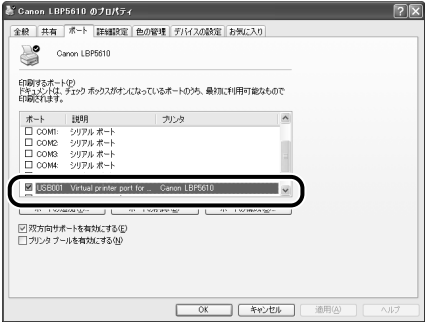 Canon LBP5610 のプロパティ
全般 共有 ポート 詳細設定 色の管理 デバイスの設定 お気に入り
Canon LBP5610
印刷するポート(P)
ドキュメントは、チェック ボックスがオンになっているポートのうち、最初に利用可能なもので
印刷されます。
ポート 説明 プリンタ
COM1: シリアル ポート
COM2: シリアル ポート
COM3: シリアル ポート
COM4: シリアル ポート
USB001 Virtual printer port for ... Canon LBP5610
双方向サポートを有効にする(E)
プリンタ プールを有効にする(N)
OK キャンセル 適用(A) ヘルプ